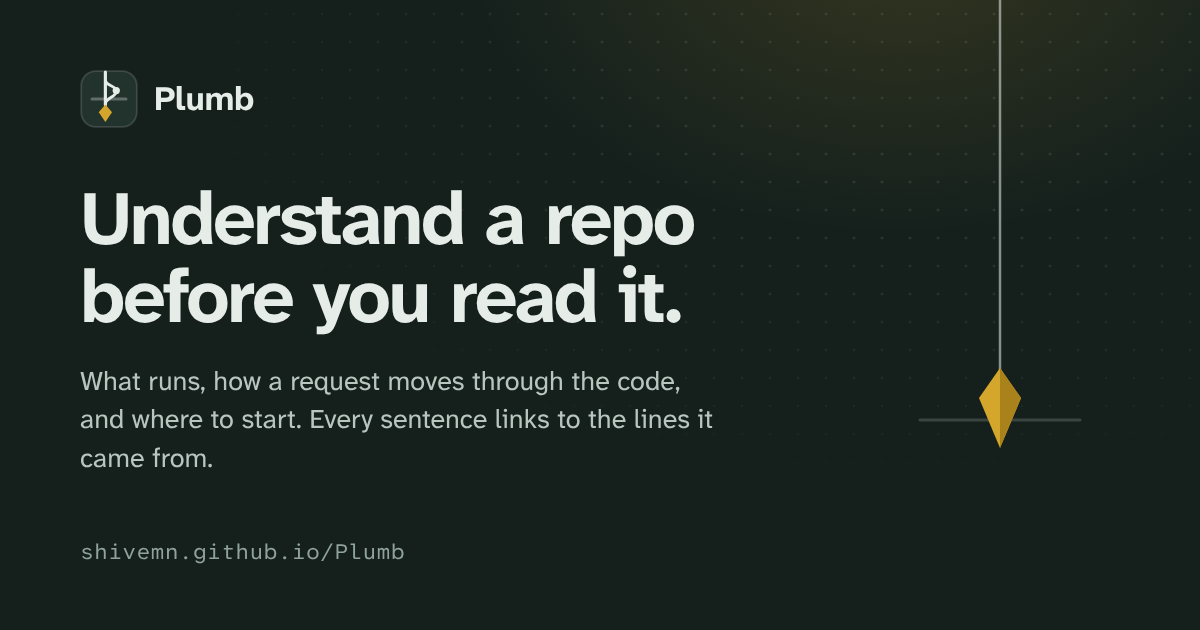 Plumb
Understand a repo
before you read it.
What runs, how a request moves through the code,
and where to start. Every sentence links to the lines it
came from.
shivemn.github.io/Plumb